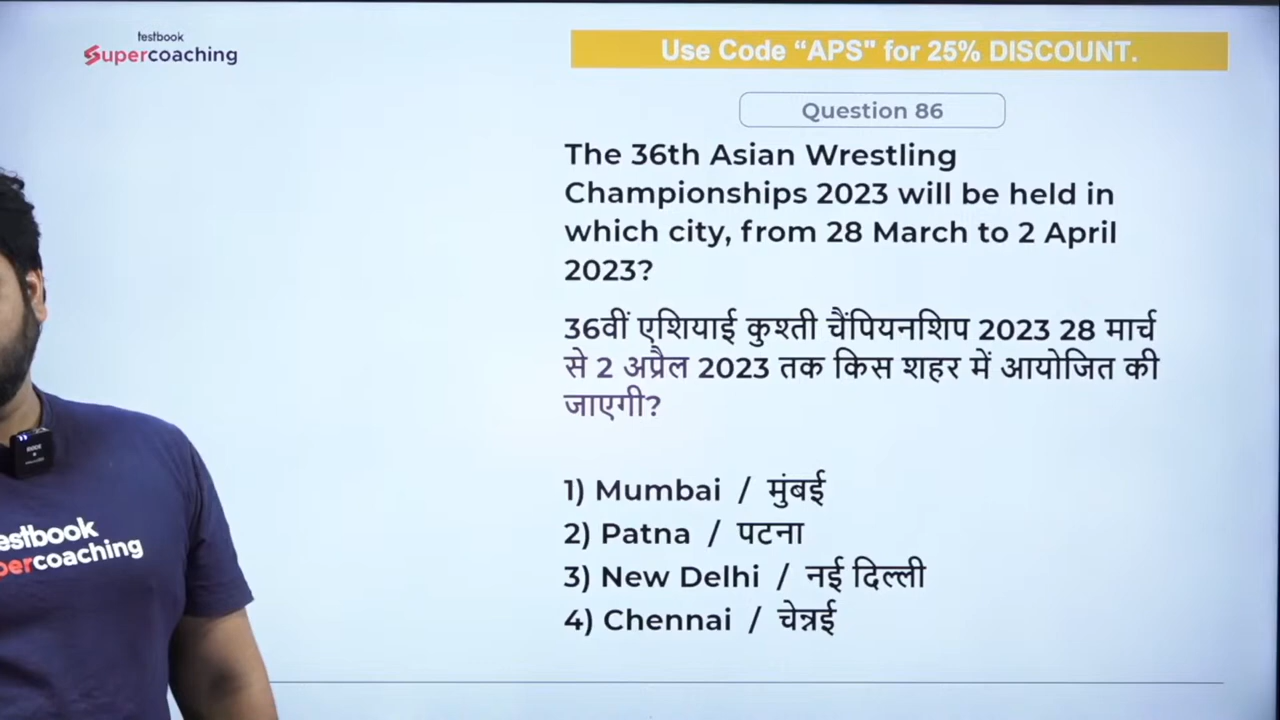 testbook
Supercoaching
Use Code “APS" for 25% DISCOUNT.
Question 86
The 36th Asian Wrestling
Championships 2023 will be held in
which city, from 28 March to 2 April
2023?
36वीं एशियाई कुश्ती चैंपियनशिप 2023 28 मार्च
से 2 अप्रैल 2023 तक किस शहर में आयोजित की
जाएगी?
1) Mumbai / मुंबई
2) Patna / पटना
3) New Delhi / नई दिल्ली
4) Chennai / चेन्नई
estbook
percoaching